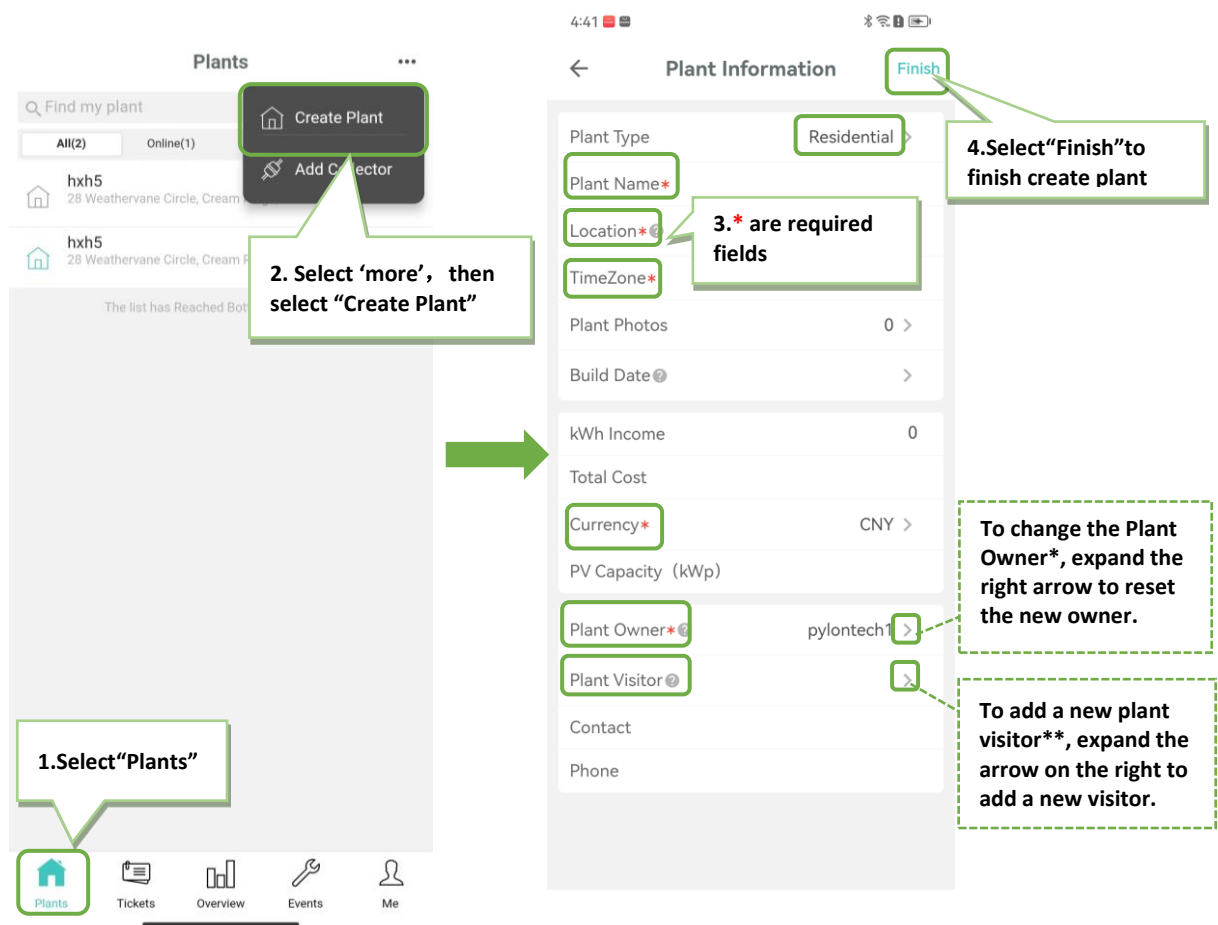 Plants
Find my plant
All(2)
Online(1)
Create Plant
Add Co ector
hxh5
28 Weathervane Circle, Cream
hxh5
28 Weathervane Circle, Cream
The list has Reached Bot
2. Select ‘more’， then
select “Create Plant”
1.Select“Plants”
Plants
Tickets
Overview
Events
Me
4:41
Plant Information
Finish
4.Select“Finish”to
finish create plant
Plant Type
Residential
Plant Name*
Location*
3.* are required
fields
TimeZone*
Plant Photos
0
Build Date
kWh Income
0
Total Cost
Currency*
CNY
PV Capacity（kWp）
Plant Owner*
pylontech1
Plant Visitor
Contact
Phone
To change the Plant
Owner*, expand the
right arrow to reset
the new owner.
To add a new plant
visitor**, expand the
arrow on the right to
add a new visitor.